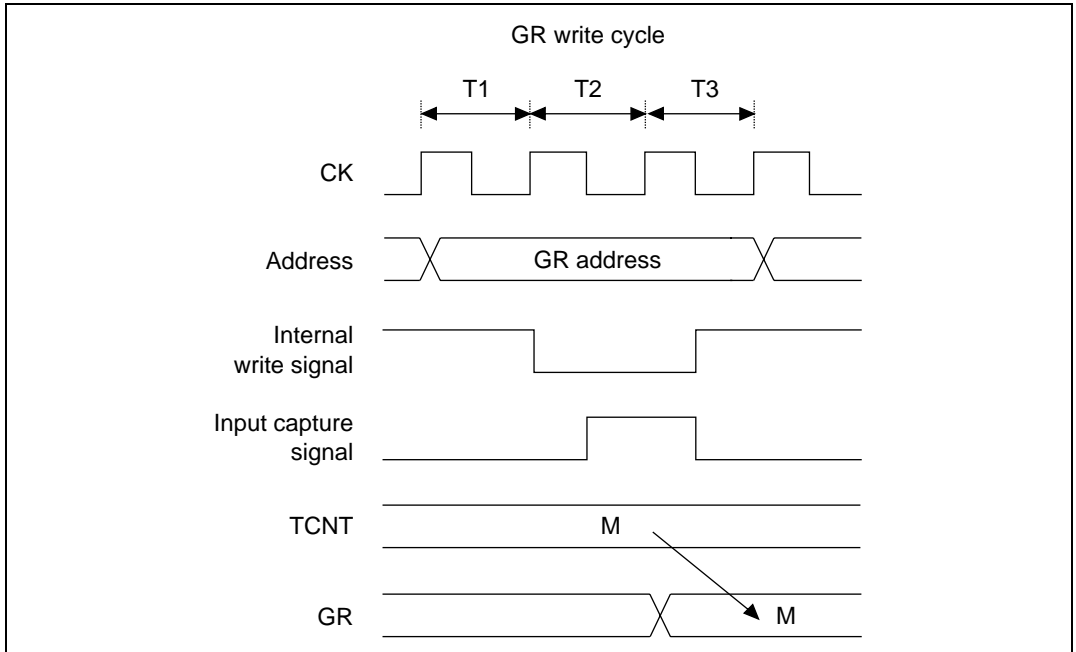 GR write cycle
T1 T2 T3
CK
Address
GR address
Internal
write signal
Input capture
signal
TCNT
M
GR
M